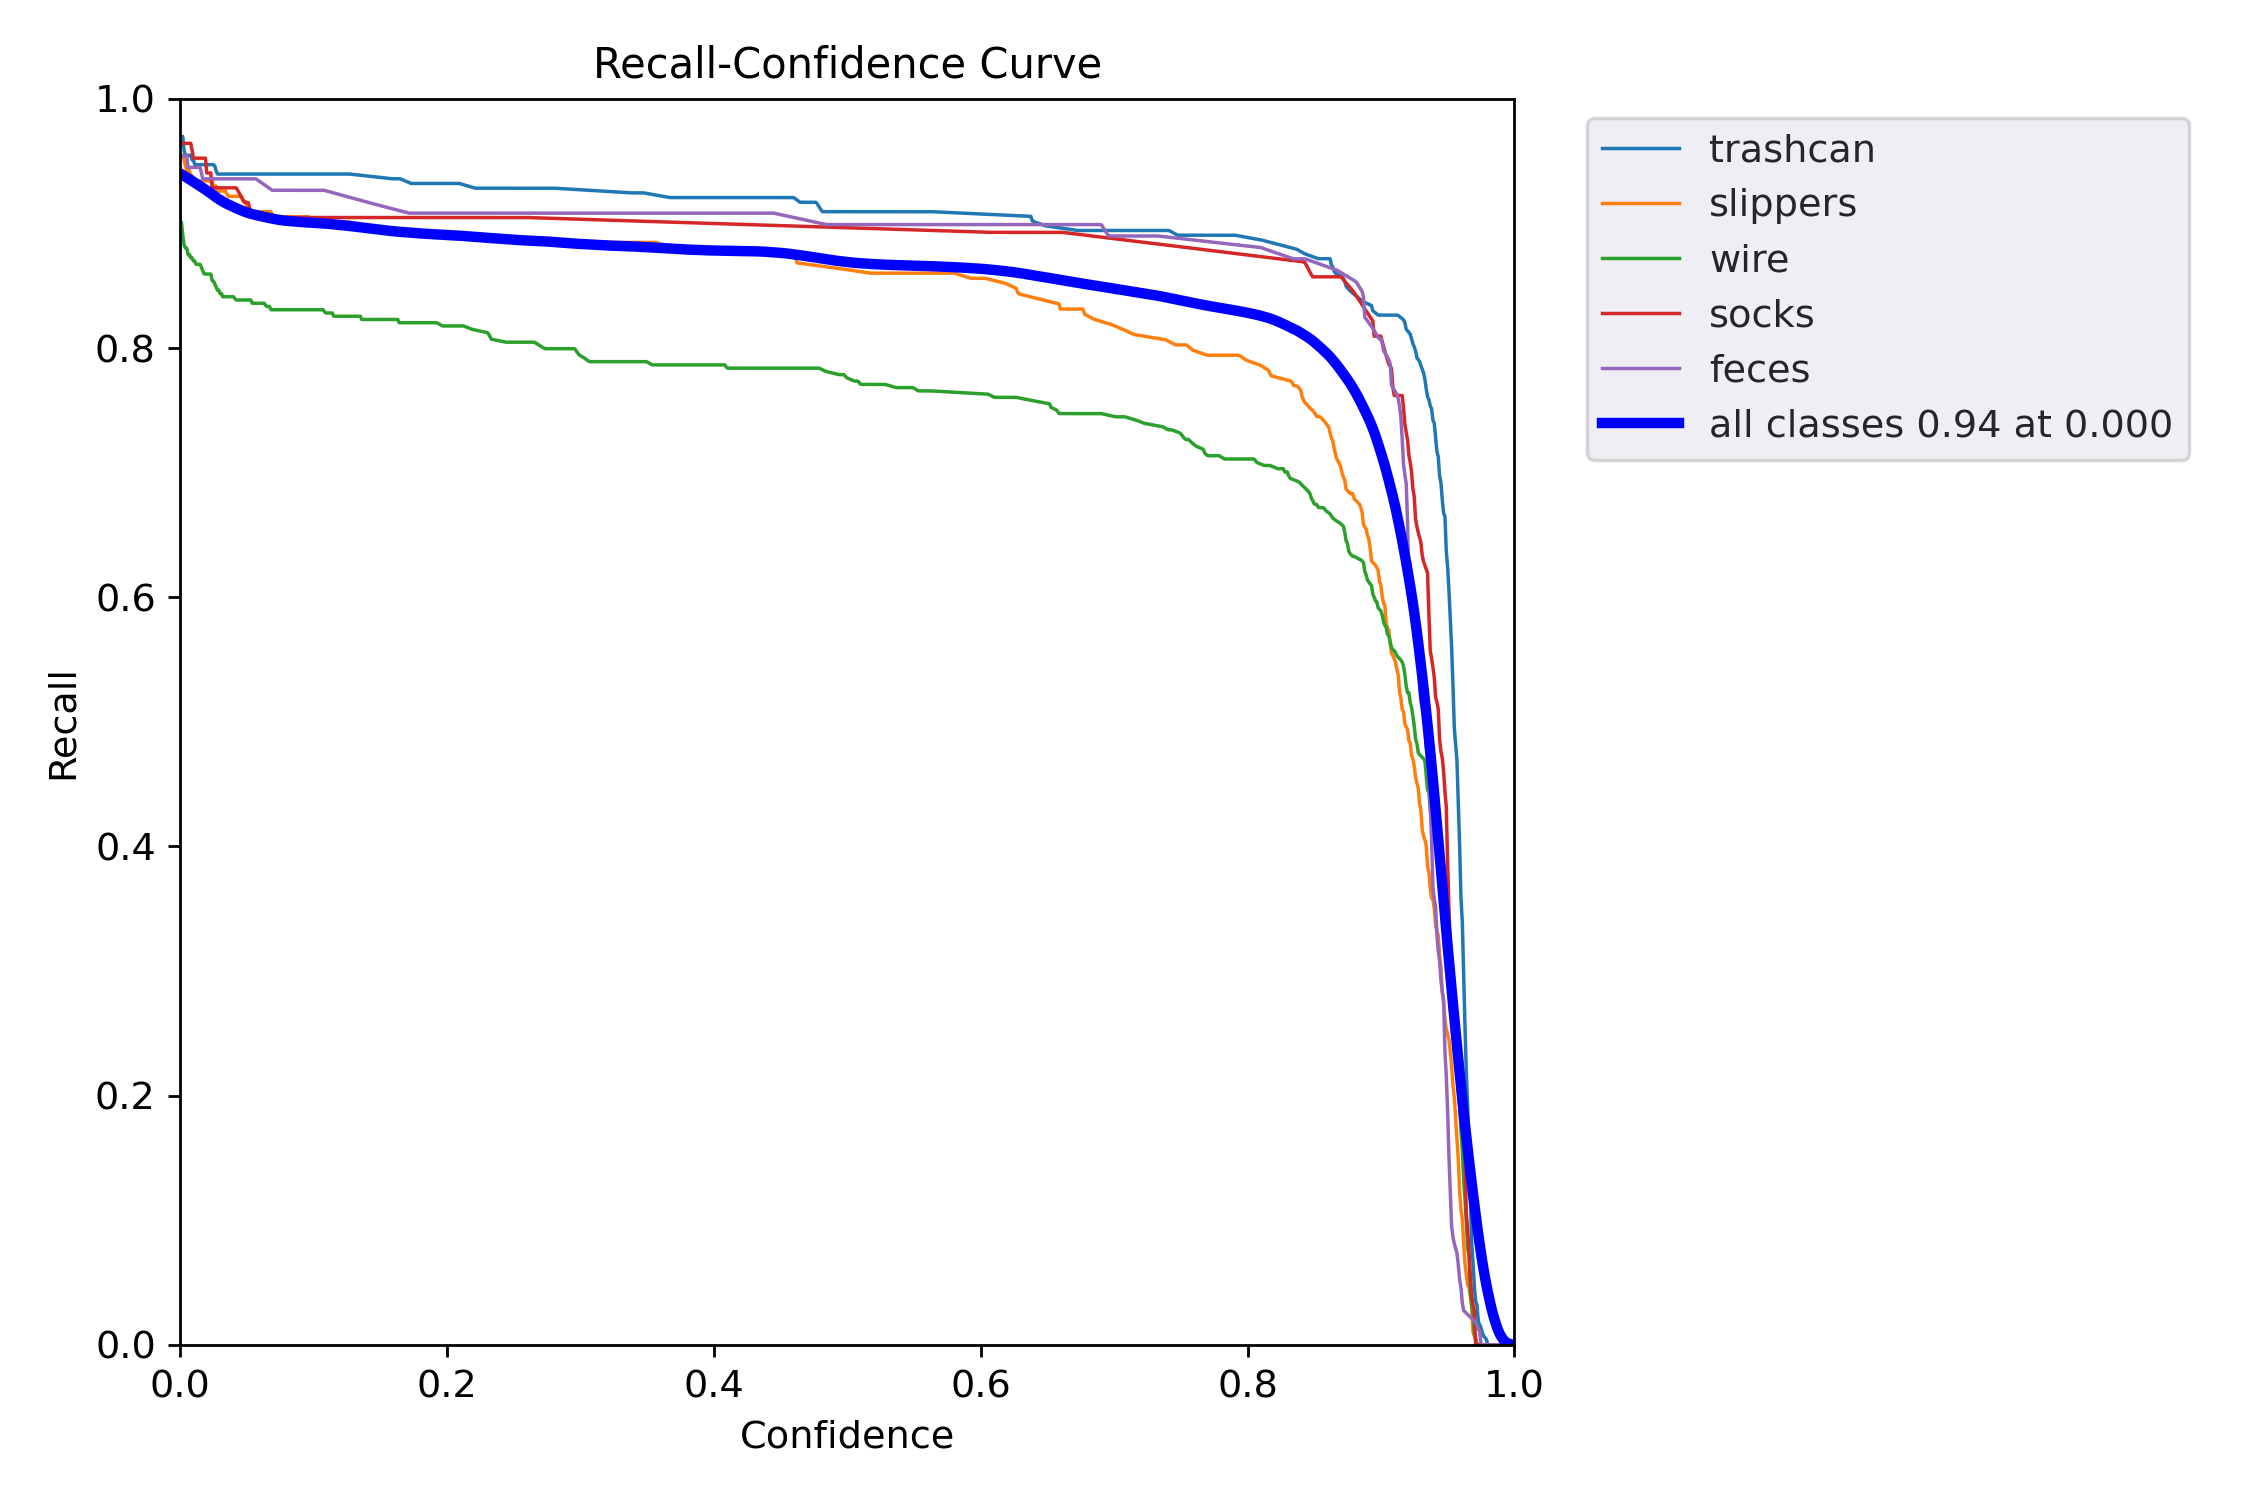 Recall-Confidence Curve
1.0
0.8
0.6
0.4
0.2
0.0
Recall
0.0 0.2 0.4 0.6 0.8 1.0
Confidence
trashcan
slippers
wire
socks
feces
all classes 0.94 at 0.000